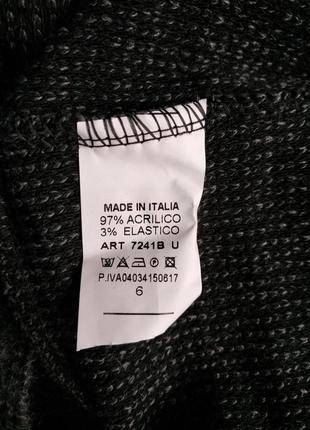 MADE IN ITALIA
97% ACRILICO
3% ELASTICO
ART 7241B U
P.IVA04034150617
6